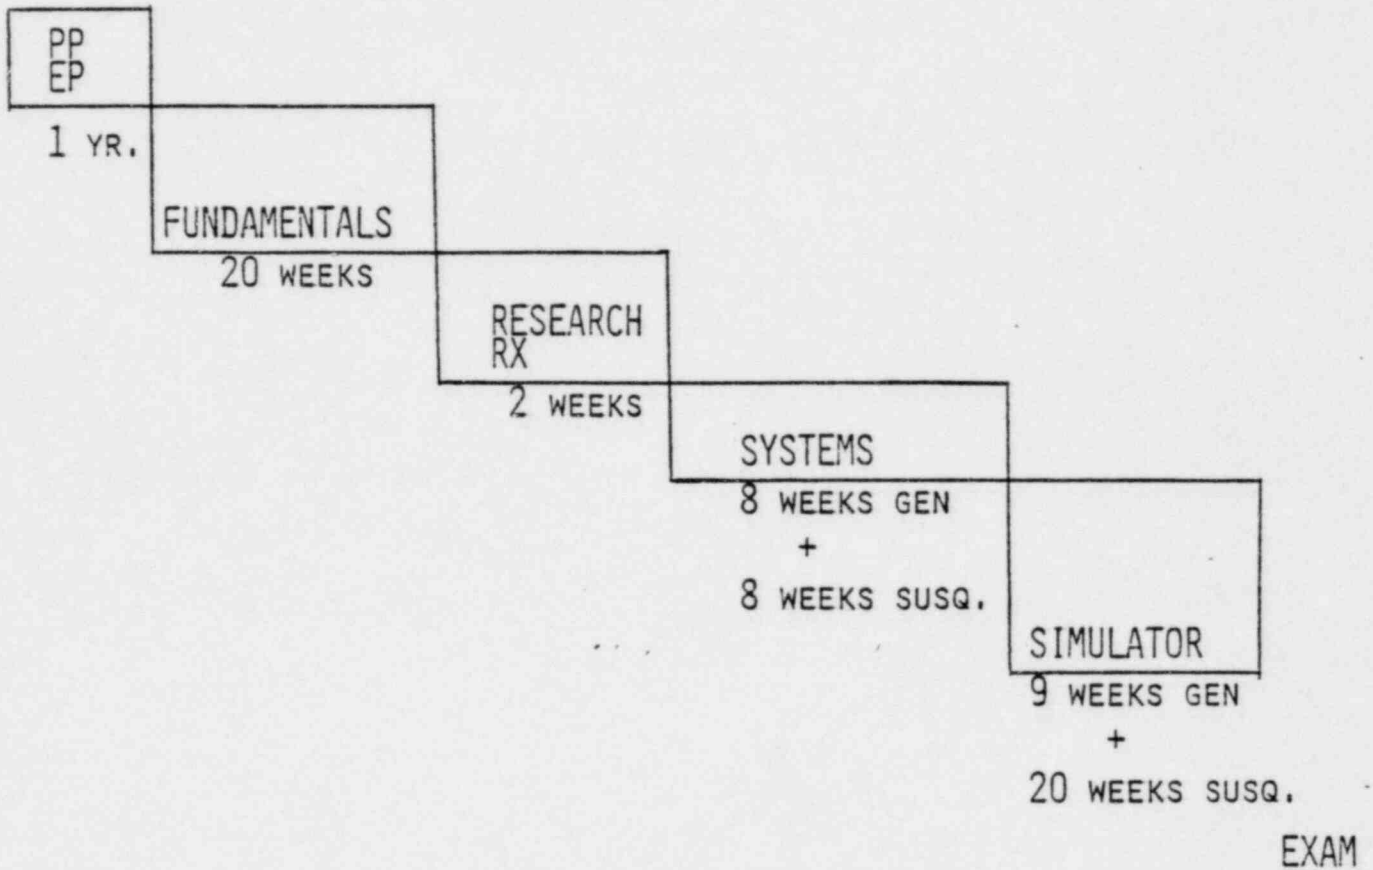 PP
EP
1 YR.
FUNDAMENTALS
20 WEEKS
RESEARCH
RX
2 WEEKS
SYSTEMS
8 WEEKS GEN
+
8 WEEKS SUSQ.
SIMULATOR
9 WEEKS GEN
+
20 WEEKS SUSQ.
EXAM